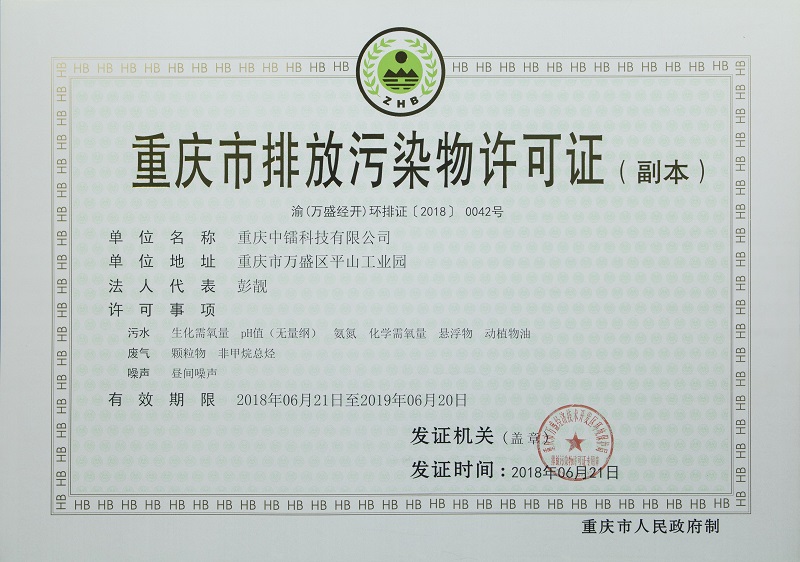 ZHB
重庆市排放污染物许可证（副本）
渝(万盛经开)环排证〔2018〕 0042号
单位名称 重庆中镭科技有限公司
单位地址 重庆市万盛区平山工业园
法人代表 彭靓
许可事项
污水 生化需氧量 pH值（无量纲） 氨氮 化学需氧量 悬浮物 动植物油
废气 颗粒物 非甲烷总烃
噪声 昼间噪声
有效期限 2018年06月21日至2019年06月20日
发证机关（盖章）
发证时间：2018年06月21日
重庆市人民政府制